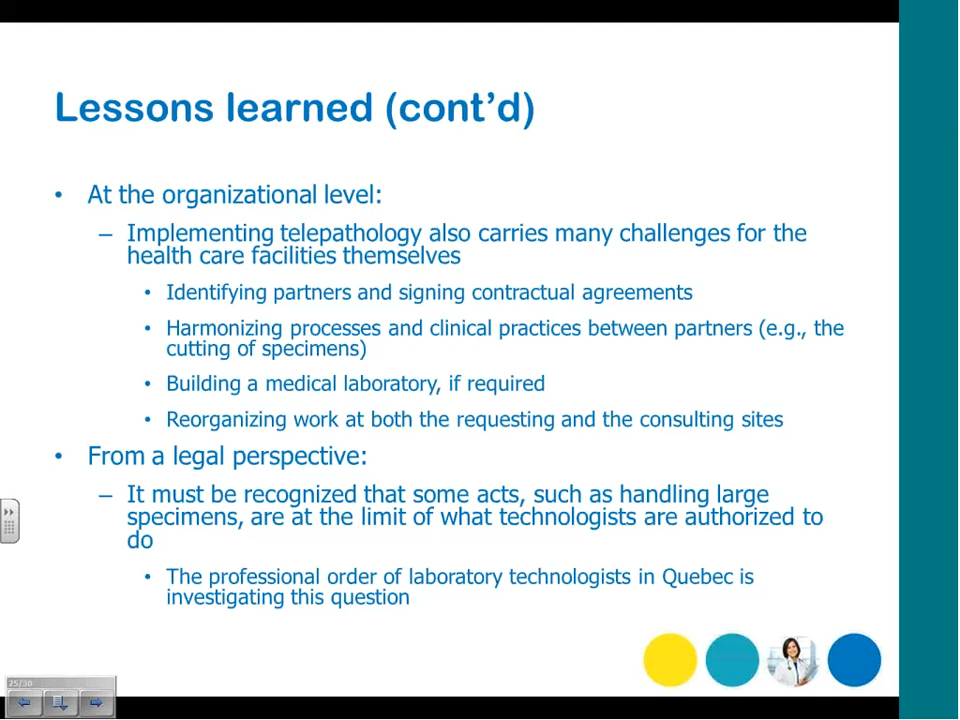 Lessons learned (cont’d)
• At the organizational level:
– Implementing telepathology also carries many challenges for the
health care facilities themselves
• Identifying partners and signing contractual agreements
• Harmonizing processes and clinical practices between partners (e.g., the
cutting of specimens)
• Building a medical laboratory, if required
• Reorganizing work at both the requesting and the consulting sites
• From a legal perspective:
– It must be recognized that some acts, such as handling large
specimens, are at the limit of what technologists are authorized to
do
• The professional order of laboratory technologists in Quebec is
investigating this question
25/30